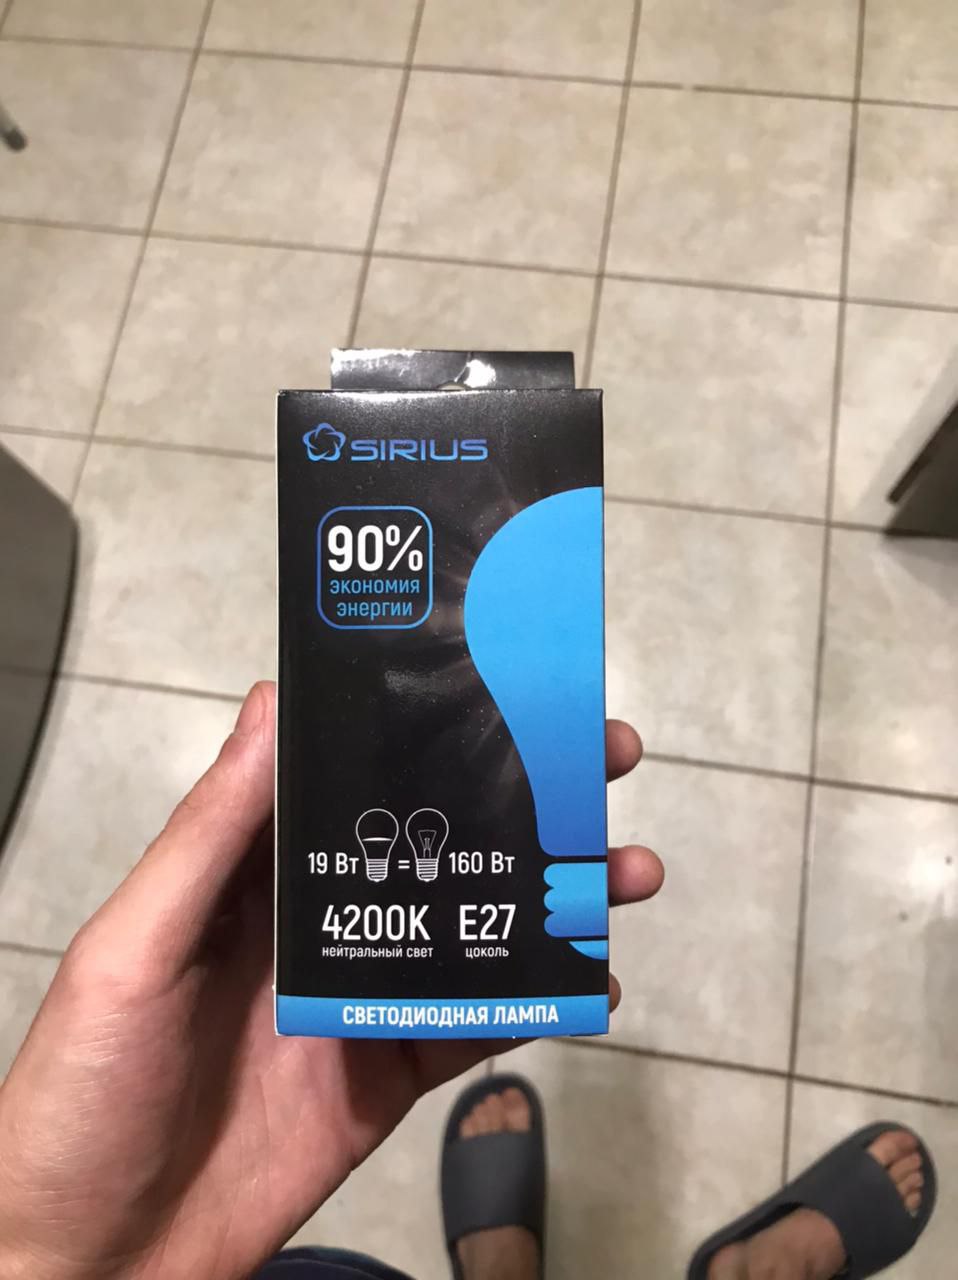 SIRIUS
90%
экономия
энергии
19 Вт = 160 Вт
4200K E27
нейтральный свет цоколь
СВЕТОДИОДНАЯ ЛАМПА